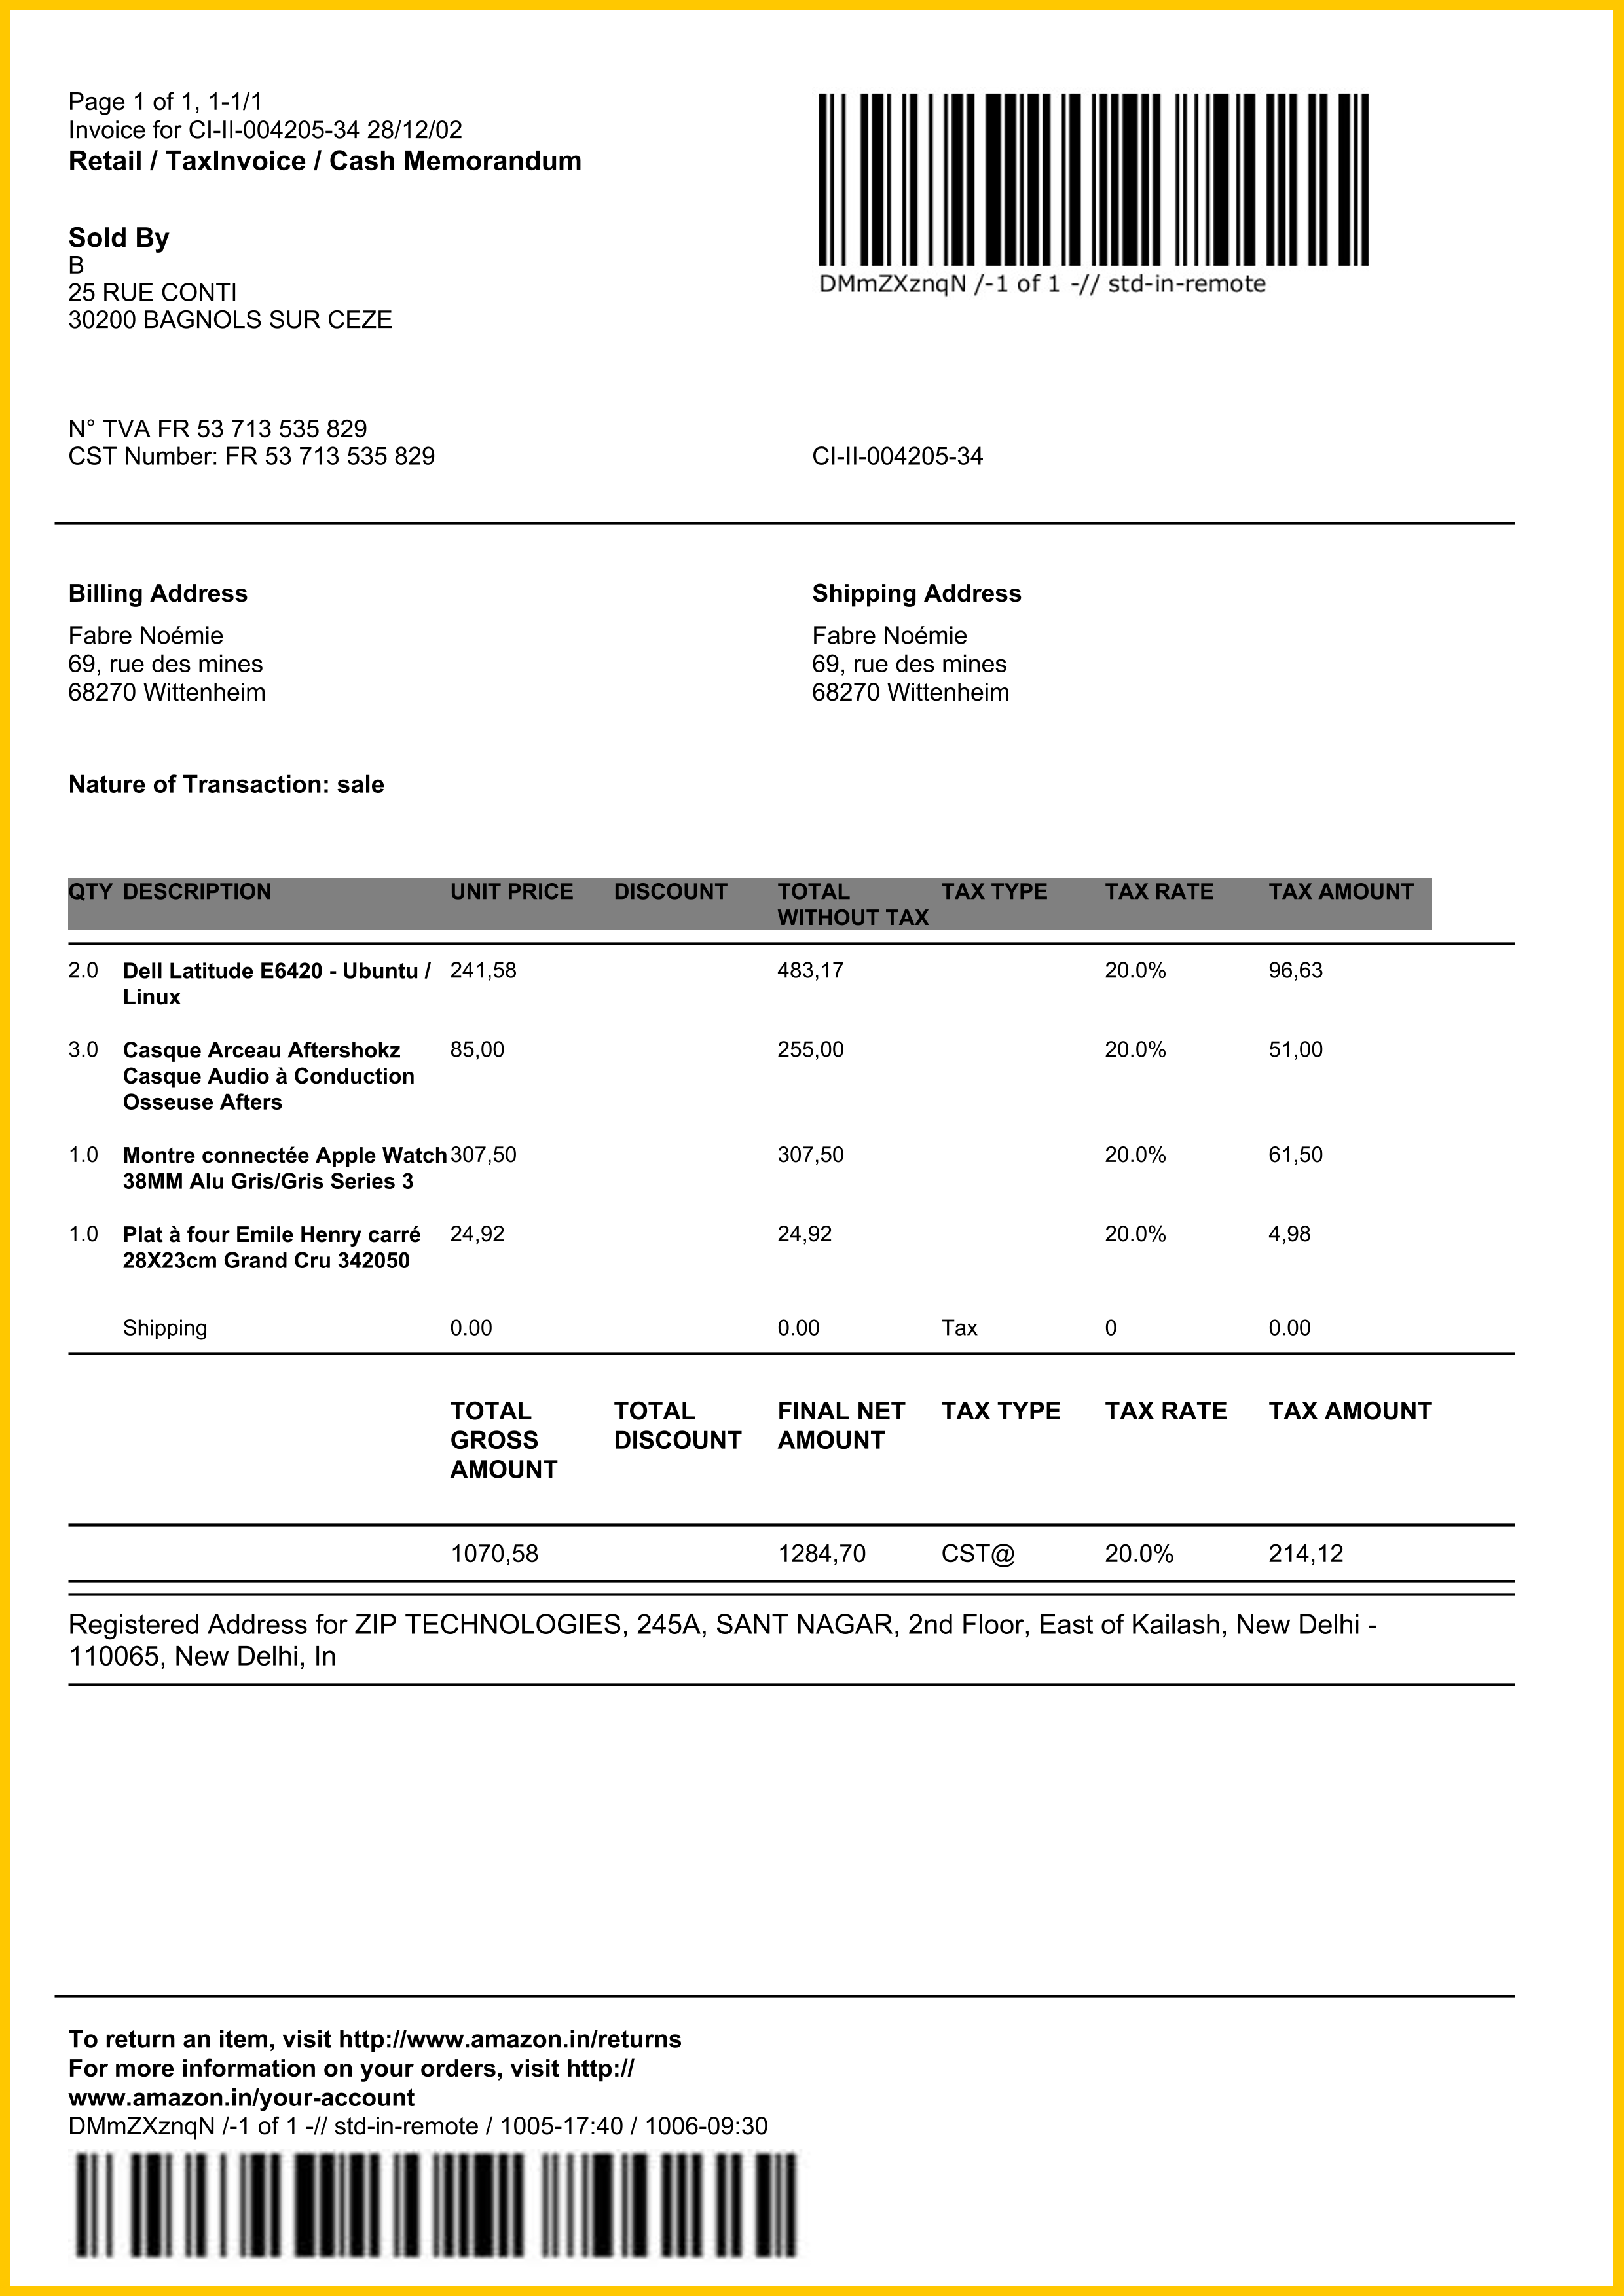 Page 1 of 1, 1-1/1
Invoice for CI-II-004205-34 28/12/02
Retail / TaxInvoice / Cash Memorandum
DMmZXznqN /-1 of 1 -// std-in-remote
Sold By
B
25 RUE CONTI
30200 BAGNOLS SUR CEZE
N° TVA FR 53 713 535 829
CST Number: FR 53 713 535 829 CI-II-004205-34
Billing Address Shipping Address
Fabre Noémie Fabre Noémie
69, rue des mines 69, rue des mines
68270 Wittenheim 68270 Wittenheim
Nature of Transaction: sale
QTY DESCRIPTION UNIT PRICE DISCOUNT TOTAL TAX TYPE TAX RATE TAX AMOUNT
WITHOUT TAX
2.0 Dell Latitude E6420 - Ubuntu / 241,58 483,17 20.0% 96,63
Linux
3.0 Casque Arceau Aftershokz 85,00 255,00 20.0% 51,00
Casque Audio à Conduction
Osseuse Afters
1.0 Montre connectée Apple Watch 307,50 307,50 20.0% 61,50
38MM Alu Gris/Gris Series 3
1.0 Plat à four Emile Henry carré 24,92 24,92 20.0% 4,98
28X23cm Grand Cru 342050
Shipping 0.00 0.00 Tax 0 0.00
TOTAL TOTAL FINAL NET TAX TYPE TAX RATE TAX AMOUNT
GROSS DISCOUNT AMOUNT
AMOUNT
1070,58 1284,70 CST@ 20.0% 214,12
Registered Address for ZIP TECHNOLOGIES, 245A, SANT NAGAR, 2nd Floor, East of Kailash, New Delhi -
110065, New Delhi, In
To return an item, visit http://www.amazon.in/returns
For more information on your orders, visit http://
www.amazon.in/your-account
DMmZXznqN /-1 of 1 -// std-in-remote / 1005-17:40 / 1006-09:30